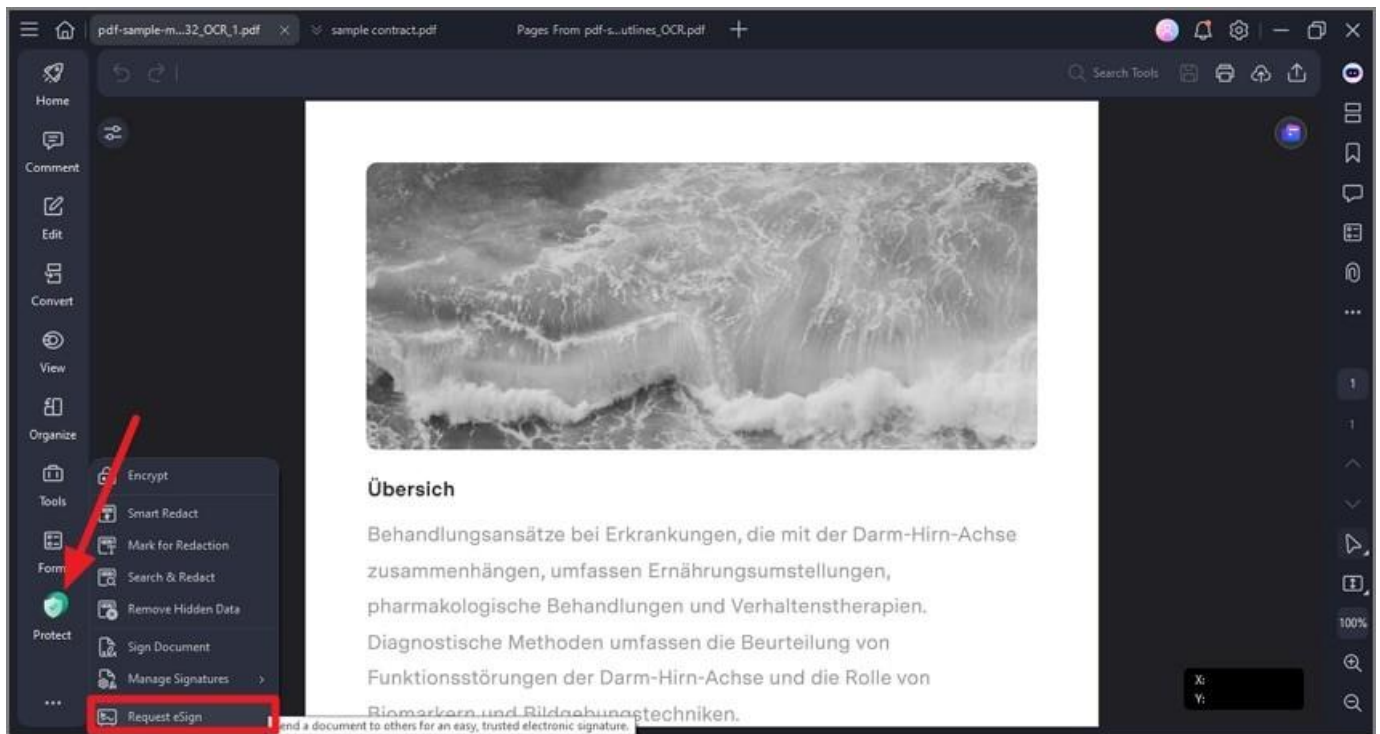 pdf-sample-m...32_OCR_1.pdf
sample contract.pdf
Pages From pdf-s...utlines_OCR.pdf
Search Tools
Home
Comment
Edit
Convert
View
Organize
Tools
Form
Protect
Encrypt
Smart Redact
Mark for Redaction
Search & Redact
Remove Hidden Data
Sign Document
Manage Signatures
Request eSign
end a document to others for an easy, trusted electronic signature.
Übersich
Behandlungsansätze bei Erkrankungen, die mit der Darm-Hirn-Achse
zusammenhängen, umfassen Ernährungsumstellungen,
pharmakologische Behandlungen und Verhaltenstherapien.
Diagnostische Methoden umfassen die Beurteilung von
Funktionsstörungen der Darm-Hirn-Achse und die Rolle von
Biomarkern und Bildgebungstechniken.
1
1
100%
X:
Y: